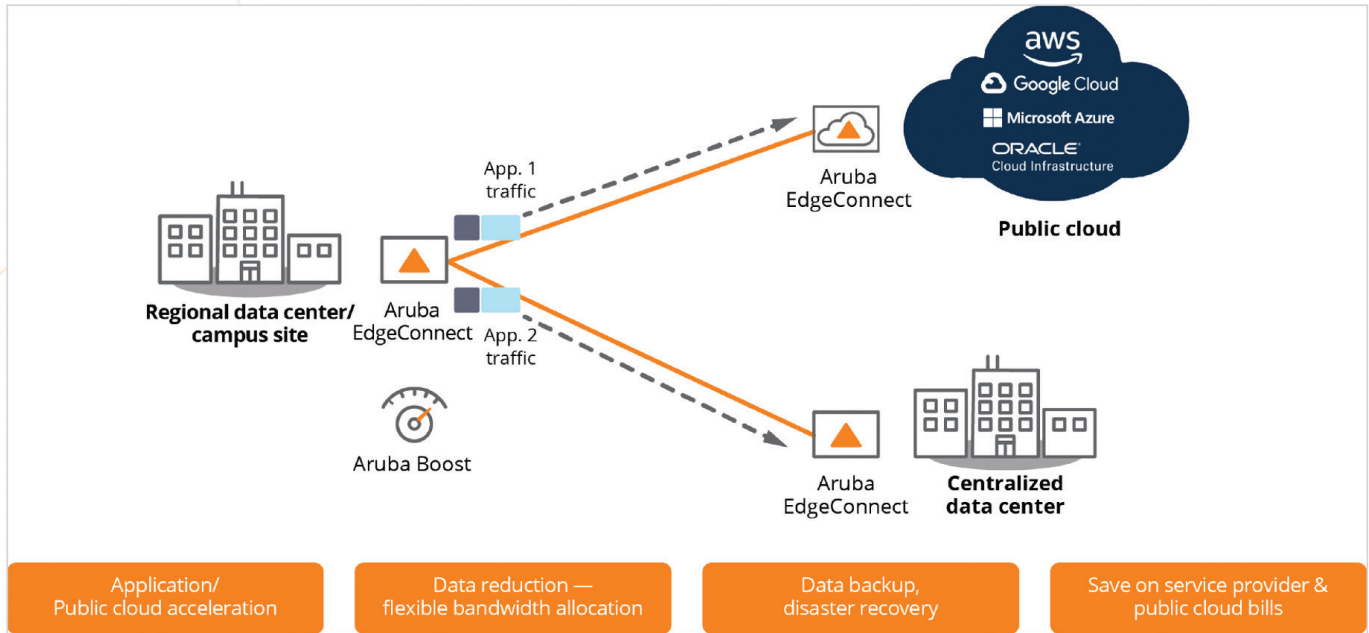 aws
Google Cloud
Microsoft Azure
ORACLE®
Cloud Infrastructure
Public cloud
Aruba
EdgeConnect
App. 1
traffic
Regional data center/
campus site
Aruba
EdgeConnect
App. 2
traffic
Aruba Boost
Aruba
EdgeConnect
Centralized
data center
Application/
Public cloud acceleration
Data reduction —
flexible bandwidth allocation
Data backup,
disaster recovery
Save on service provider &
public cloud bills